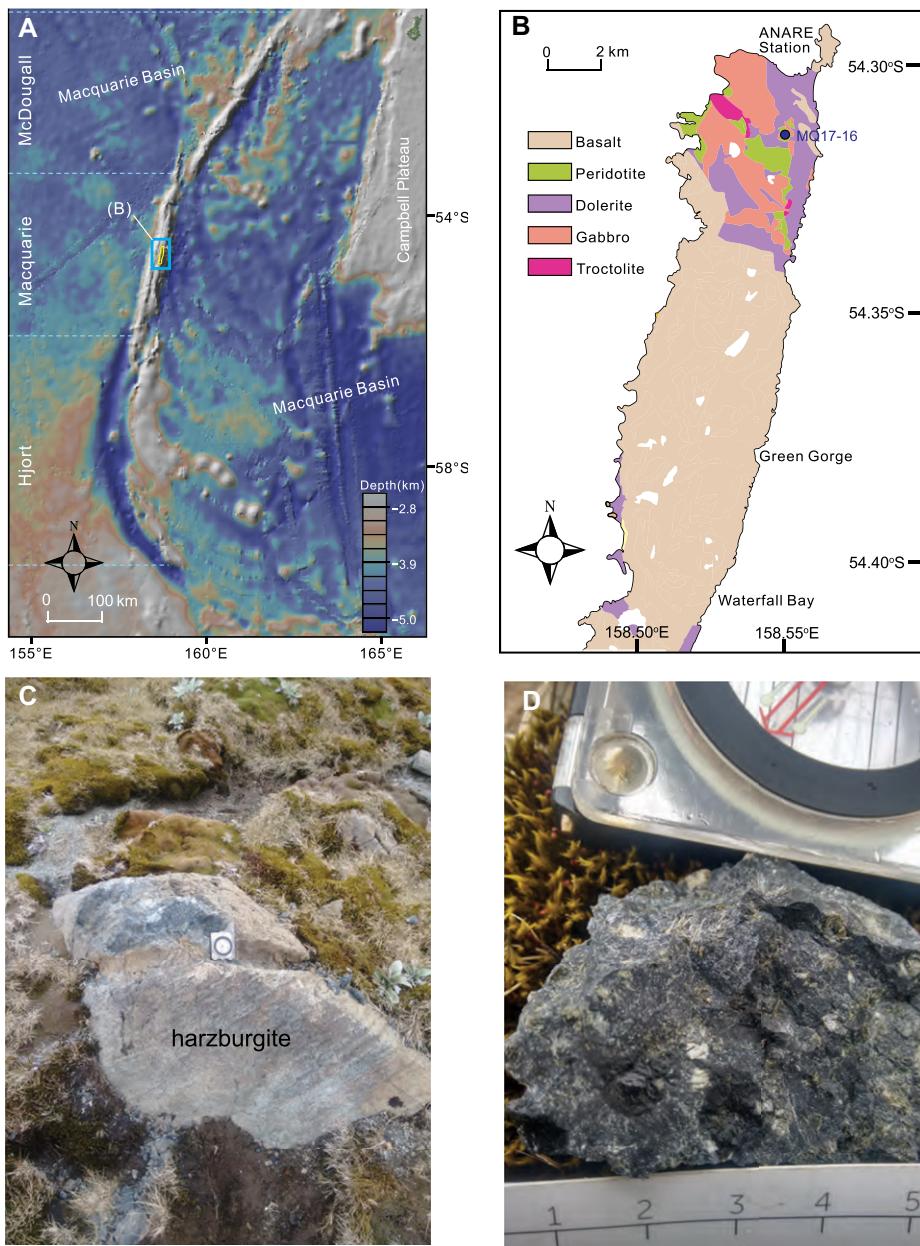 A
McDougall
Macquarie
Hjort
Macquarie Basin
Campbell Plateau
(B)
Macquarie Basin
54°S
58°S
Depth(km)
2.8
3.9
5.0
N
0 100 km
155°E 160°E 165°E
B
ANARE
Station
0 2 km
54.30°S
MQ17-16
Basalt
Peridotite
Dolerite
Gabbro
Troctolite
54.35°S
Green Gorge
N
54.40°S
Waterfall Bay
158.50°E 158.55°E
C
harzburgite
D
1 2 3 4 5